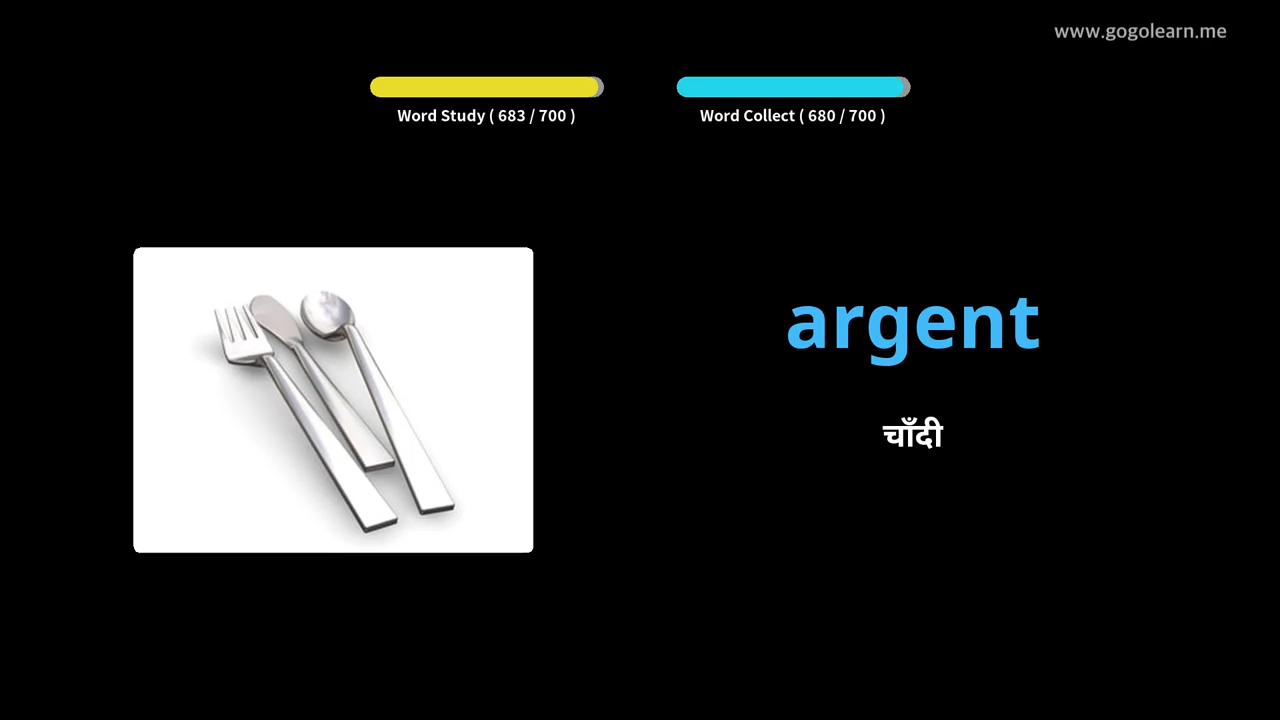 www.gogolearn.me
Word Study ( 683 / 700 )
Word Collect ( 680 / 700 )
argent
चाँदी